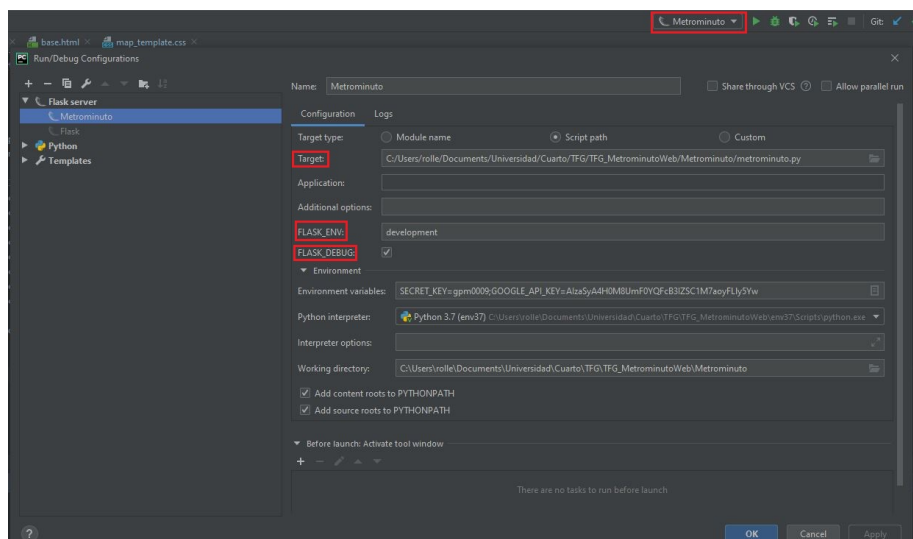 Metrominuto
Git:
base.html
map_template.css
Run/Debug Configurations
Name: Metrominuto
Share through VCS
Allow parallel run
Flask server
Metrominuto
Flask
Python
Templates
Configuration Logs
Target type: Module name Script path Custom
Target: C:/Users/rolle/Documents/Universidad/Cuarto/TFG/TFG_MetrominutoWeb/Metrominuto/metrominuto.py
Application:
Additional options:
FLASK_ENV: development
FLASK_DEBUG:
Environment
Environment variables:
Python interpreter: Python 3.7 (env37) C:\Users\rolle\Documents\Universidad\Cuarto\TFG\TFG_MetrominutoWeb\env37\Scripts\python.exe
Interpreter options:
Working directory: C:\Users\rolle\Documents\Universidad\Cuarto\TFG\TFG_MetrominutoWeb\Metrominuto
Add content roots to PYTHONPATH
Add source roots to PYTHONPATH
Before launch: Activate tool window
There are no tasks to run before launch
OK Cancel Apply